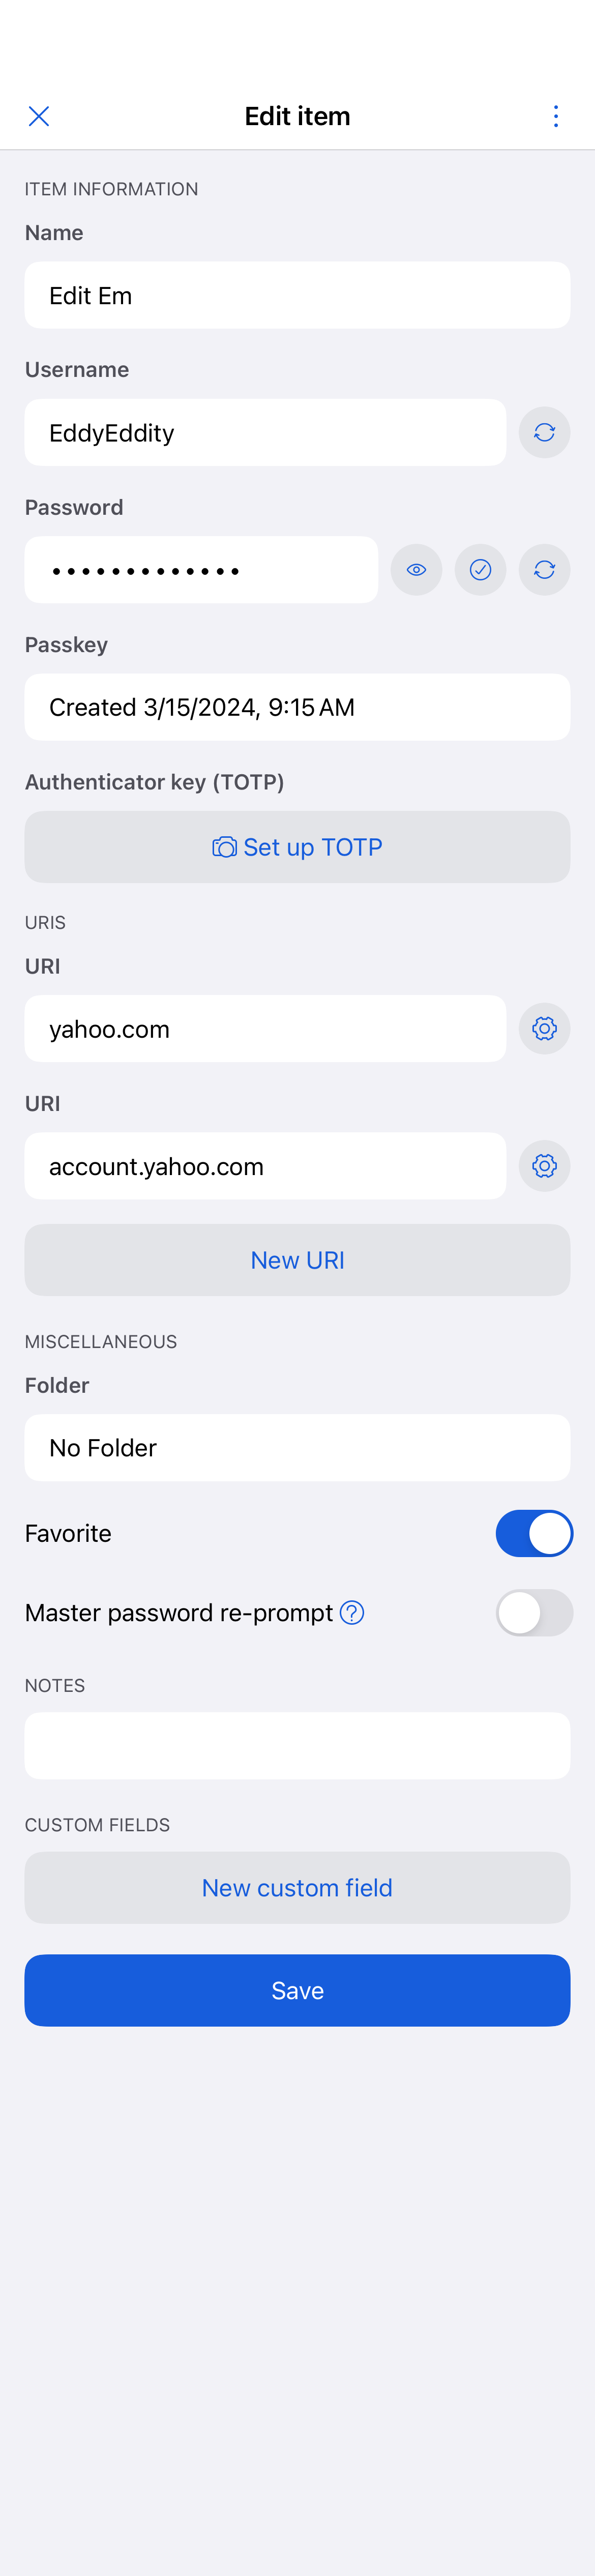 Edit item
ITEM INFORMATION
Name
Edit Em
Username
EddyEddity
Password
•••••••••••••
Passkey
Created 3/15/2024, 9:15 AM
Authenticator key (TOTP)
Set up TOTP
URIS
URI
yahoo.com
URI
account.yahoo.com
New URI
MISCELLANEOUS
Folder
No Folder
Favorite
Master password re-prompt ?
NOTES
CUSTOM FIELDS
New custom field
Save